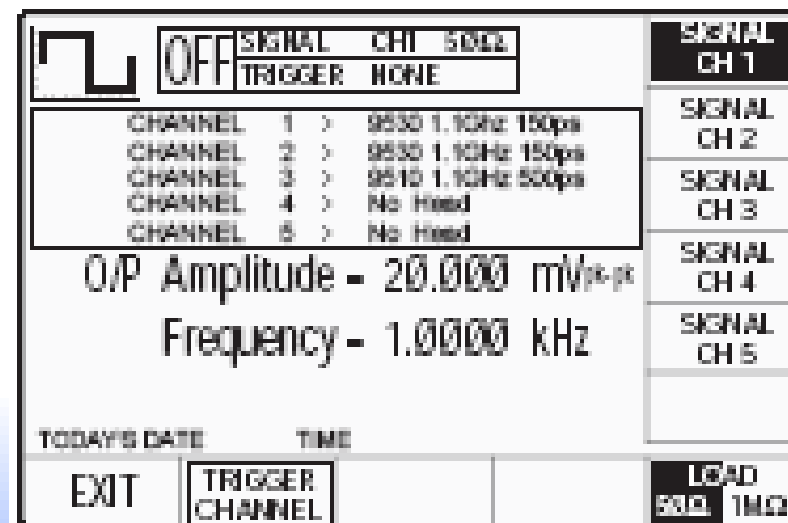 OFF
SIGNAL CH1 50Ω
TRIGGER NONE
CHANNEL 1 > 9530 1.1GHz 150ps
CHANNEL 2 > 9530 1.1GHz 150ps
CHANNEL 3 > 9510 1.1GHz 500ps
CHANNEL 4 > No Head
CHANNEL 5 > No Head
O/P Amplitude = 20.000 mV pk-pk
Frequency = 1.0000 kHz
TODAY'S DATE TIME
EXIT
TRIGGER
CHANNEL
SIGNAL
CH 1
SIGNAL
CH 2
SIGNAL
CH 3
SIGNAL
CH 4
SIGNAL
CH 5
LOAD
50Ω 1MΩ